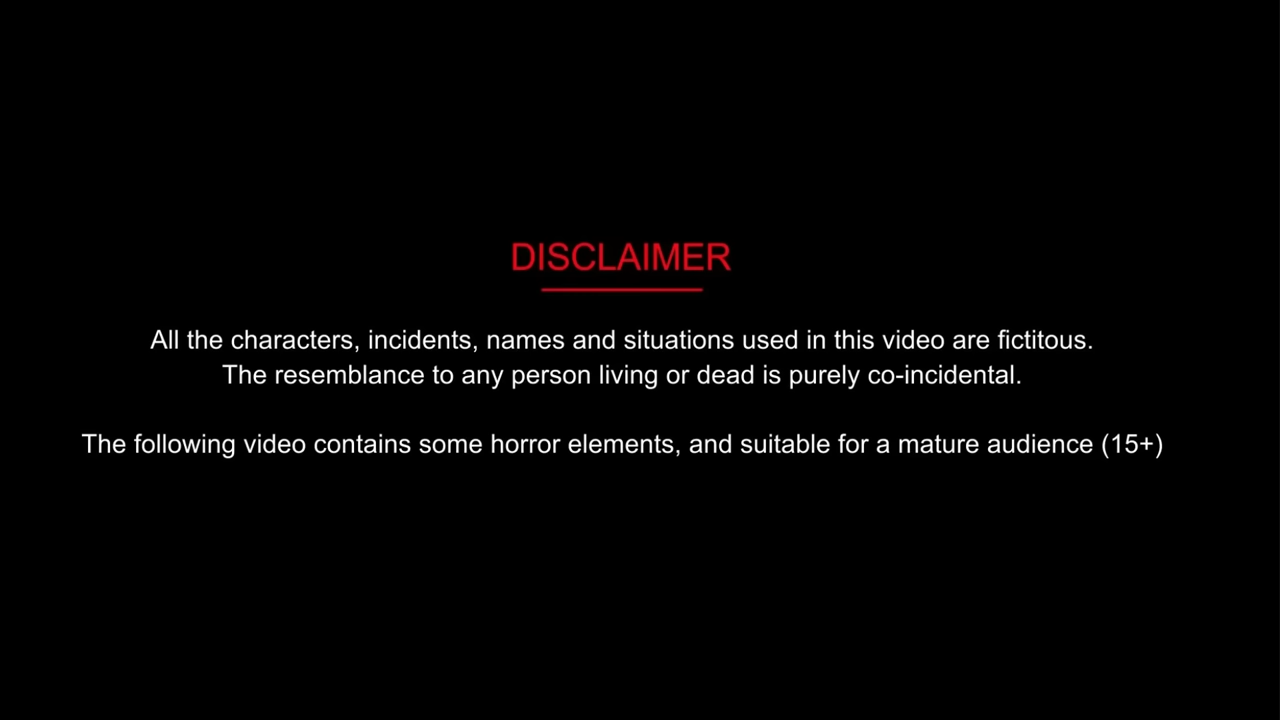 DISCLAIMER
All the characters, incidents, names and situations used in this video are fictitous.
The resemblance to any person living or dead is purely co-incidental.
The following video contains some horror elements, and suitable for a mature audience (15+)